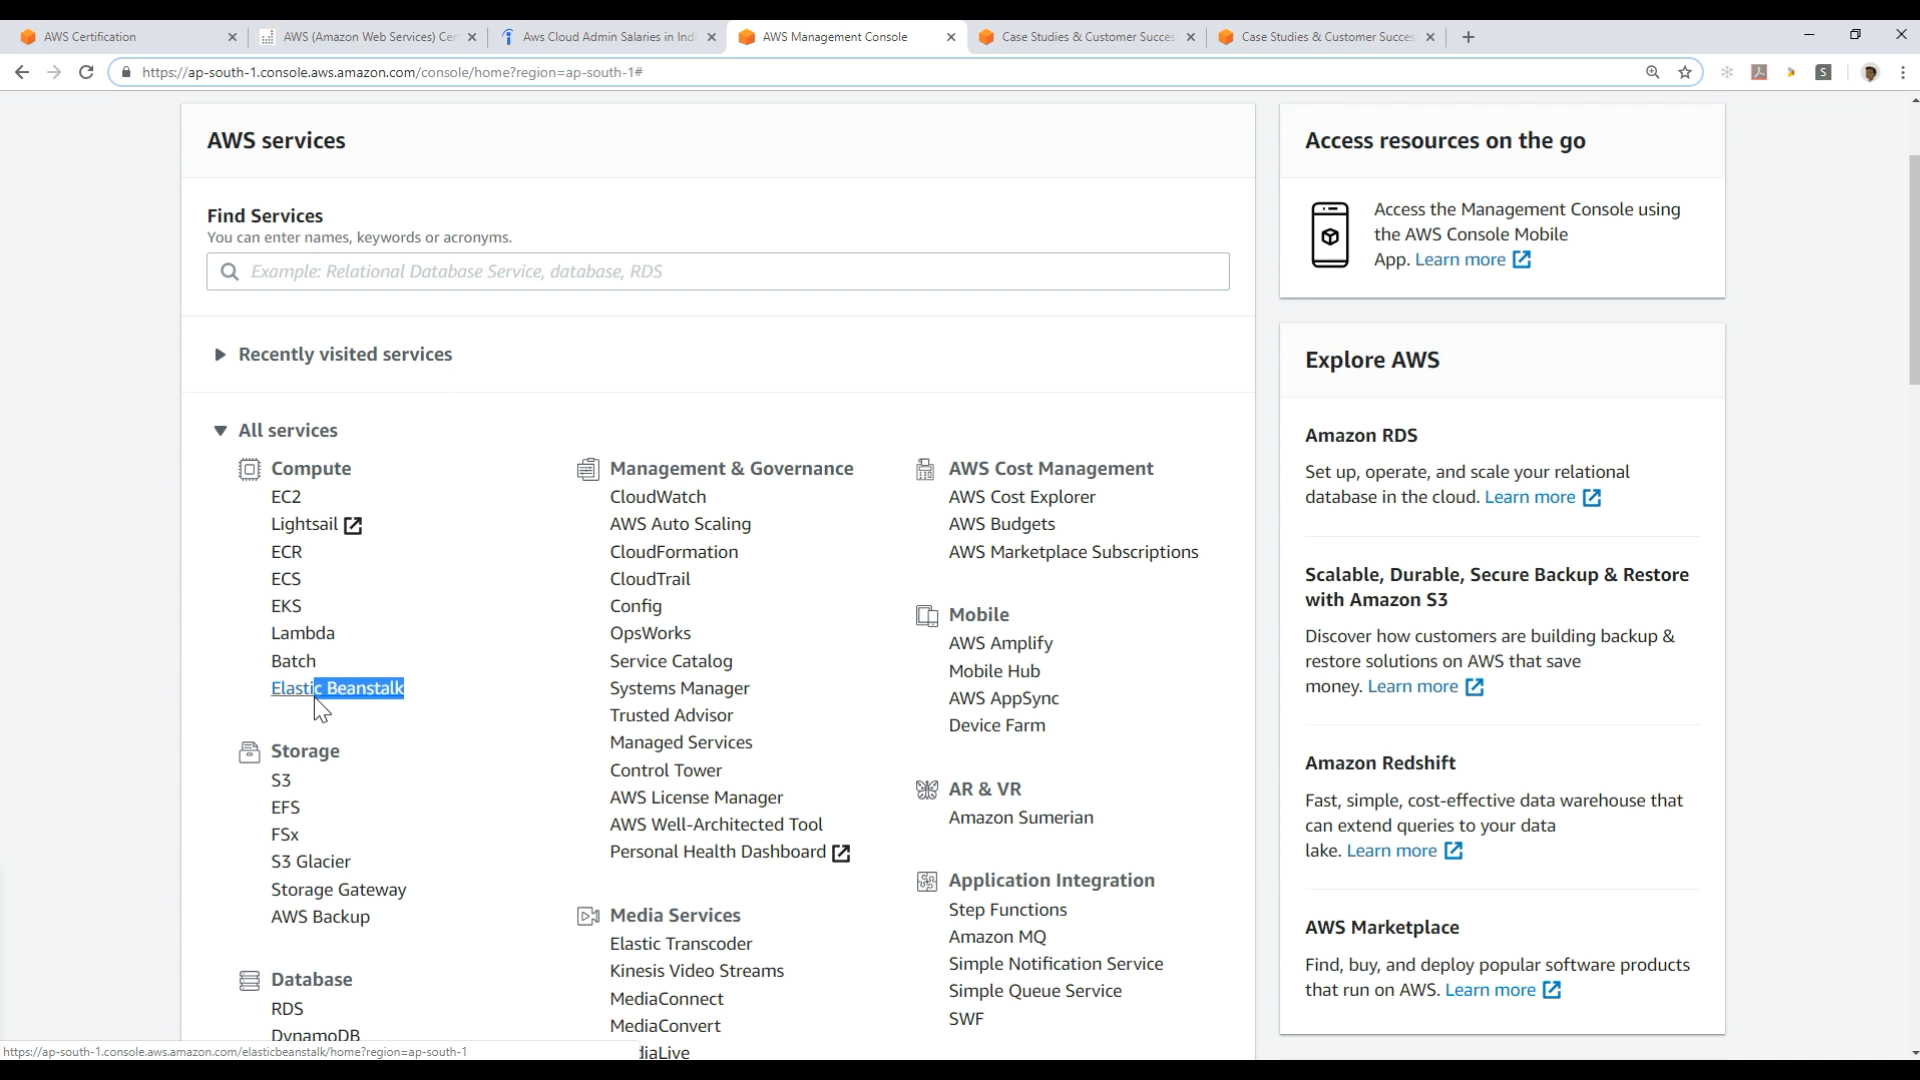 AWS Certification
AWS (Amazon Web Services) Cer
Aws Cloud Admin Salaries in Indi
AWS Management Console
Case Studies & Customer Succes
Case Studies & Customer Succes
https://ap-south-1.console.aws.amazon.com/console/home?region=ap-south-1#
AWS services
Find Services
You can enter names, keywords or acronyms.
Example: Relational Database Service, database, RDS
Recently visited services
All services
Compute
EC2
Lightsail
ECR
ECS
EKS
Lambda
Batch
Elastic Beanstalk
Storage
S3
EFS
FSx
S3 Glacier
Storage Gateway
AWS Backup
Database
RDS
DynamoDB
Management & Governance
CloudWatch
AWS Auto Scaling
CloudFormation
CloudTrail
Config
OpsWorks
Service Catalog
Systems Manager
Trusted Advisor
Managed Services
Control Tower
AWS License Manager
AWS Well-Architected Tool
Personal Health Dashboard
Media Services
Elastic Transcoder
Kinesis Video Streams
MediaConnect
MediaConvert
diaLive
AWS Cost Management
AWS Cost Explorer
AWS Budgets
AWS Marketplace Subscriptions
Mobile
AWS Amplify
Mobile Hub
AWS AppSync
Device Farm
AR & VR
Amazon Sumerian
Application Integration
Step Functions
Amazon MQ
Simple Notification Service
Simple Queue Service
SWF
Access resources on the go
Access the Management Console using
the AWS Console Mobile
App. Learn more
Explore AWS
Amazon RDS
Set up, operate, and scale your relational
database in the cloud. Learn more
Scalable, Durable, Secure Backup & Restore
with Amazon S3
Discover how customers are building backup &
restore solutions on AWS that save
money. Learn more
Amazon Redshift
Fast, simple, cost-effective data warehouse that
can extend queries to your data
lake. Learn more
AWS Marketplace
Find, buy, and deploy popular software products
that run on AWS. Learn more
https://ap-south-1.console.aws.amazon.com/elasticbeanstalk/home?region=ap-south-1